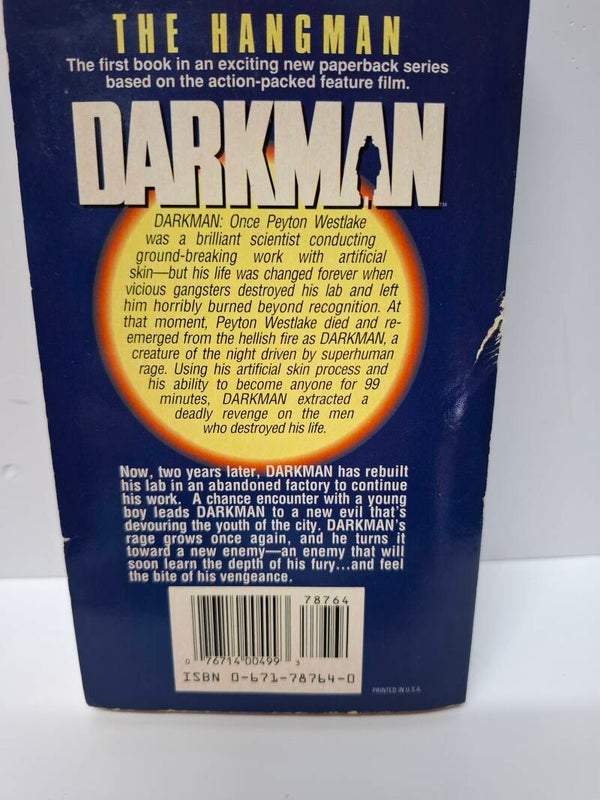 THE HANGMAN
The first book in an exciting new paperback series
based on the action-packed feature film.
DARKMAN™
DARKMAN: Once Peyton Westlake
was a brilliant scientist conducting
ground-breaking work with artificial
skin—but his life was changed forever when
vicious gangsters destroyed his lab and left
him horribly burned beyond recognition. At
that moment, Peyton Westlake died and re-
emerged from the hellish fire as DARKMAN, a
creature of the night driven by superhuman
rage. Using his artificial skin process and
his ability to become anyone for 99
minutes, DARKMAN extracted a
deadly revenge on the men
who destroyed his life.
Now, two years later, DARKMAN has rebuilt
his lab in an abandoned factory to continue
his work. A chance encounter with a young
boy leads DARKMAN to a new evil that's
devouring the youth of the city. DARKMAN's
rage grows once again, and he turns it
toward a new enemy—an enemy that will
soon learn the depth of his fury...and feel
the bite of his vengeance.
78764
0 76714 00499 3
ISBN 0-671-78764-0
PRINTED IN U.S.A.